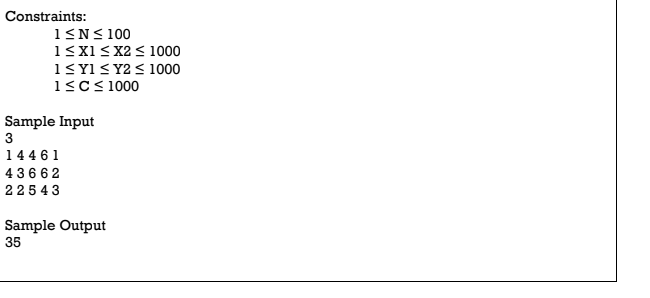 Constraints:
1 ≤ N ≤ 100
1 ≤ X1 ≤ X2 ≤ 1000
1 ≤ Y1 ≤ Y2 ≤ 1000
1 ≤ C ≤ 1000
Sample Input
3
1 4 4 6 1
4 3 6 6 2
2 2 5 4 3
Sample Output
35